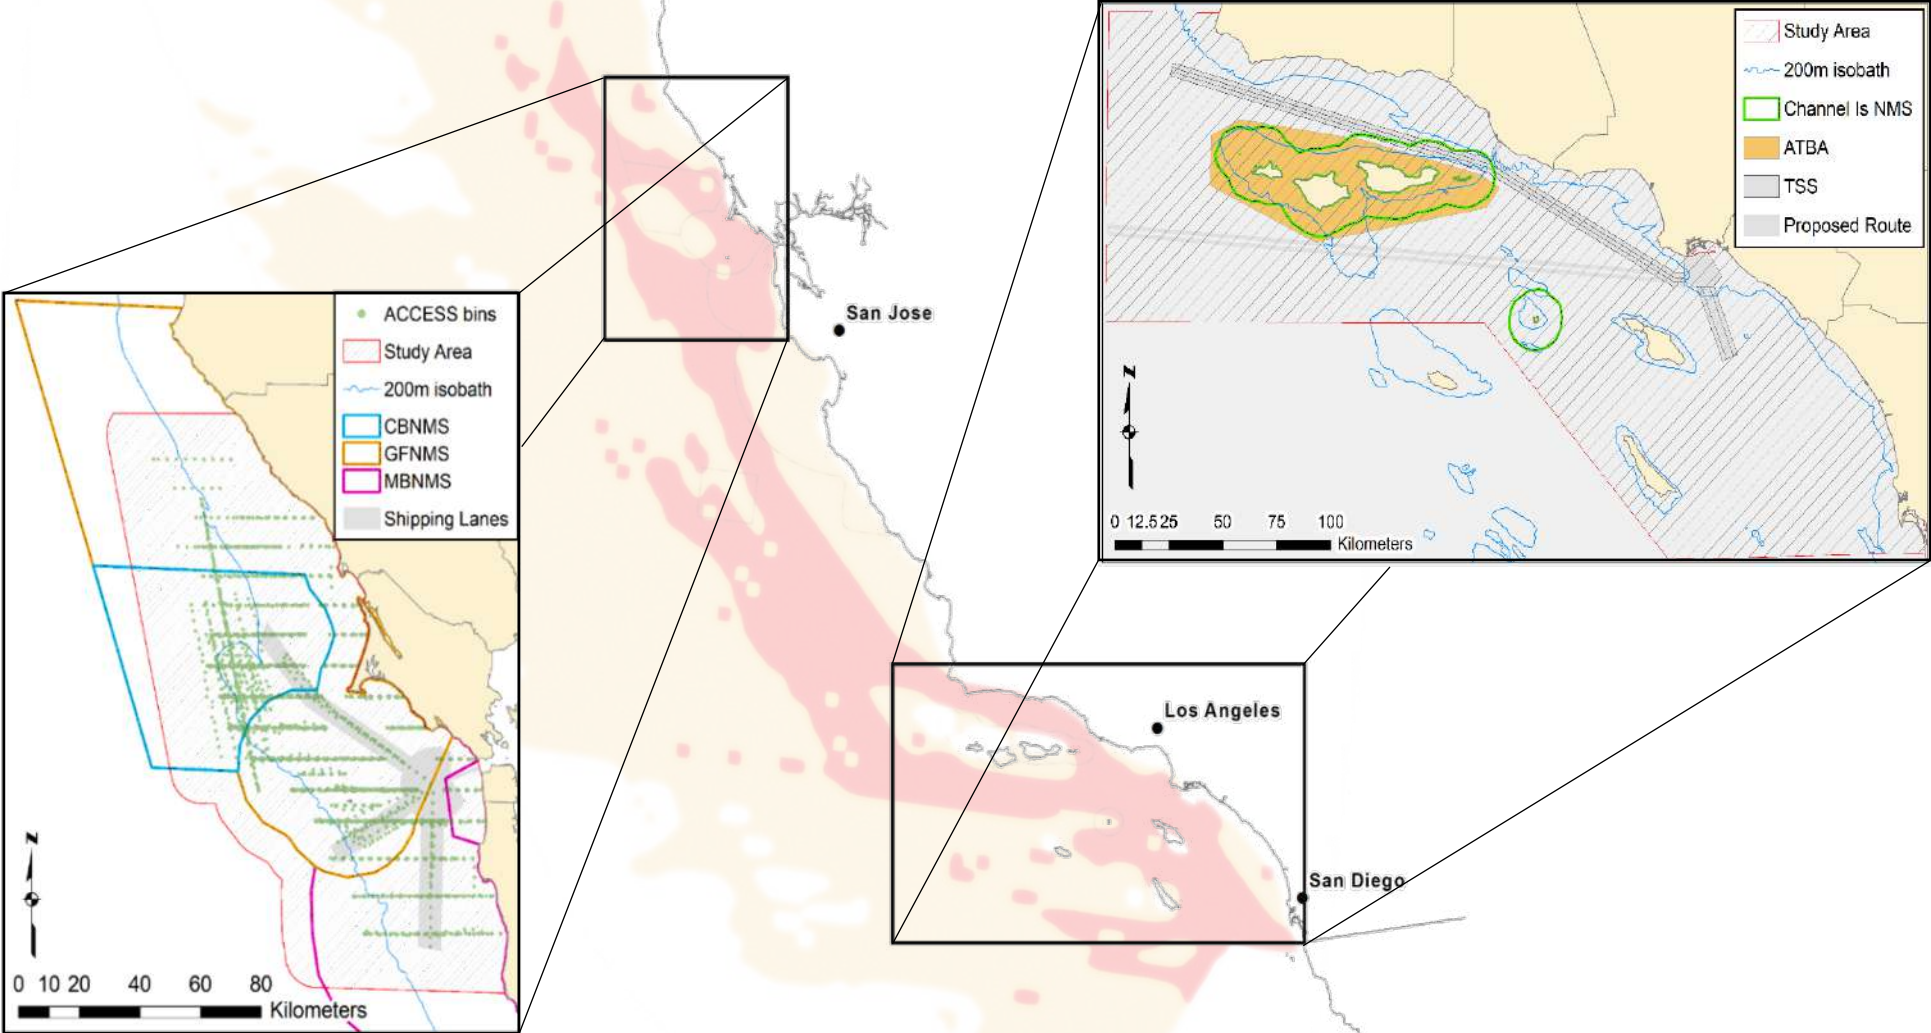 Study Area
200m isobath
Channel Is NMS
ATBA
TSS
Proposed Route
N
0 12.5 25 50 75 100
Kilometers
San Jose
ACCESS bins
Study Area
200m isobath
CBNMS
GFNMS
MBNMS
Shipping Lanes
N
0 10 20 40 60 80
Kilometers
Los Angeles
San Diego